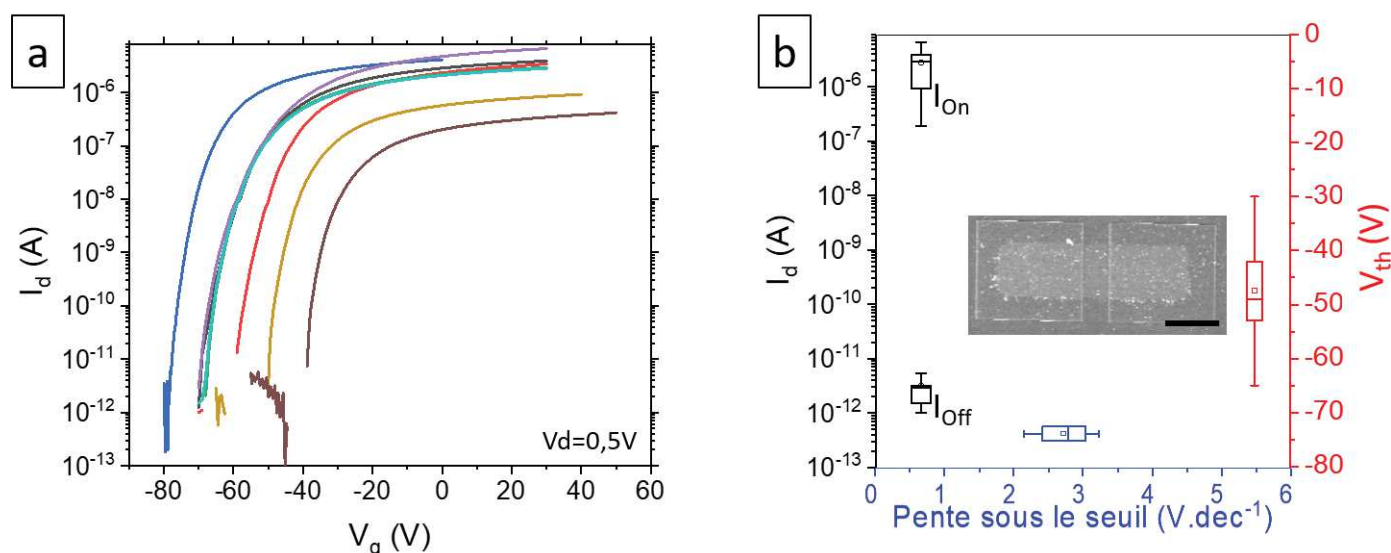 a
10⁻⁶
10⁻⁷
10⁻⁸
10⁻⁹
10⁻¹⁰
10⁻¹¹
10⁻¹²
10⁻¹³
I_d (A)
Vd=0,5V
-80 -60 -40 -20 0 20 40 60
V_g (V)
b
10⁻⁶
10⁻⁷
10⁻⁸
10⁻⁹
10⁻¹⁰
10⁻¹¹
10⁻¹²
10⁻¹³
I_d (A)
I_On
I_Off
0
-10
-20
-30
-40
-50
-60
-70
-80
V_th (V)
0 1 2 3 4 5 6
Pente sous le seuil (V.dec⁻¹)